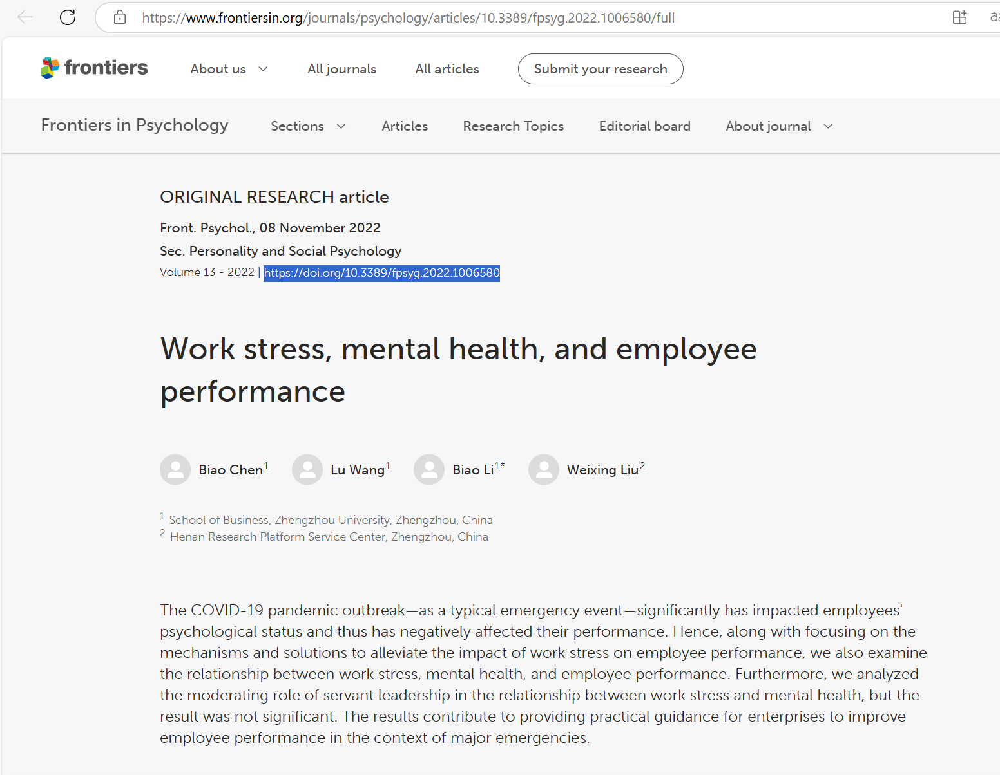 https://www.frontiersin.org/journals/psychology/articles/10.3389/fpsyg.2022.1006580/full
frontiers
About us
All journals
All articles
Submit your research
Frontiers in Psychology
Sections
Articles
Research Topics
Editorial board
About journal
ORIGINAL RESEARCH article
Front. Psychol., 08 November 2022
Sec. Personality and Social Psychology
Volume 13 - 2022 | https://doi.org/10.3389/fpsyg.2022.1006580
Work stress, mental health, and employee
performance
Biao Chen1
Lu Wang1
Biao Li1*
Weixing Liu2
1 School of Business, Zhengzhou University, Zhengzhou, China
2 Henan Research Platform Service Center, Zhengzhou, China
The COVID-19 pandemic outbreak—as a typical emergency event—significantly has impacted employees'
psychological status and thus has negatively affected their performance. Hence, along with focusing on the
mechanisms and solutions to alleviate the impact of work stress on employee performance, we also examine
the relationship between work stress, mental health, and employee performance. Furthermore, we analyzed
the moderating role of servant leadership in the relationship between work stress and mental health, but the
result was not significant. The results contribute to providing practical guidance for enterprises to improve
employee performance in the context of major emergencies.